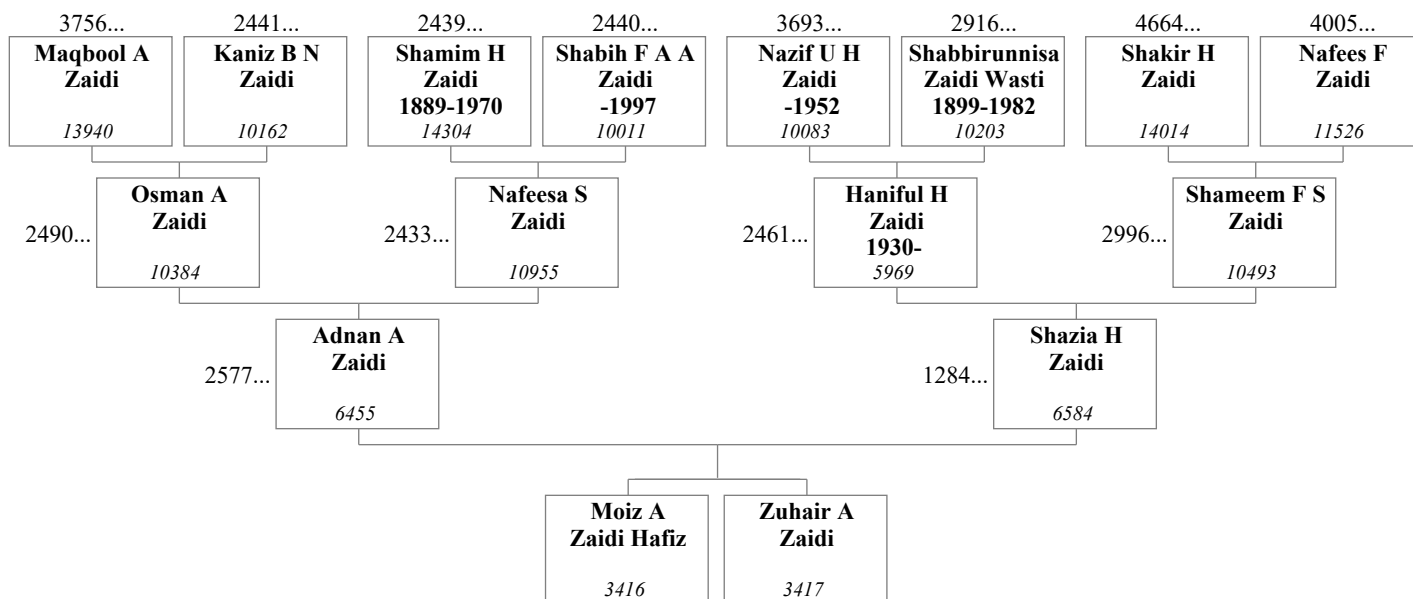 3756... 2441... 2439... 2440... 3693... 2916... 4664... 4005...
Maqbool A
Zaidi
13940
Kaniz B N
Zaidi
10162
Shamim H
Zaidi
1889-1970
14304
Shabih F A A
Zaidi
-1997
10011
Nazif U H
Zaidi
-1952
10083
Shabbirunnisa
Zaidi Wasti
1899-1982
10203
Shakir H
Zaidi
14014
Nafees F
Zaidi
11526
2490...
Osman A
Zaidi
10384
2433...
Nafeesa S
Zaidi
10955
2461...
Haniful H
Zaidi
1930-
5969
2996...
Shameem F S
Zaidi
10493
2577...
Adnan A
Zaidi
6455
1284...
Shazia H
Zaidi
6584
Moiz A
Zaidi Hafiz
3416
Zuhair A
Zaidi
3417